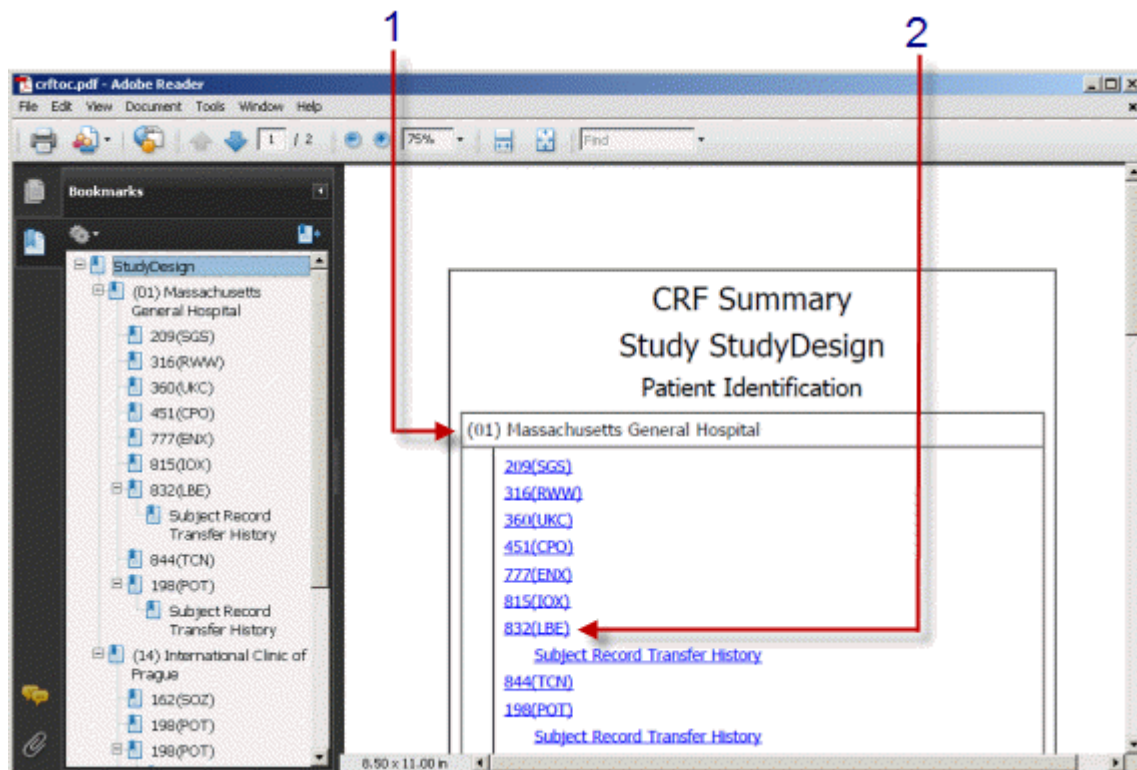 1
2
crftoc.pdf - Adobe Reader
File Edit View Document Tools Window Help
1 / 2
75%
Find
Bookmarks
StudyDesign
(01) Massachusetts
General Hospital
209(SGS)
316(RWW)
360(UKC)
451(CPO)
777(ENX)
815(IOX)
832(LBE)
Subject Record
Transfer History
844(TCN)
198(POT)
Subject Record
Transfer History
(14) International Clinic of
Prague
162(SOZ)
198(POT)
198(POT)
CRF Summary
Study StudyDesign
Patient Identification
(01) Massachusetts General Hospital
209(SGS)
316(RWW)
360(UKC)
451(CPO)
777(ENX)
815(IOX)
832(LBE)
Subject Record Transfer History
844(TCN)
198(POT)
Subject Record Transfer History
8.50 x 11.00 in